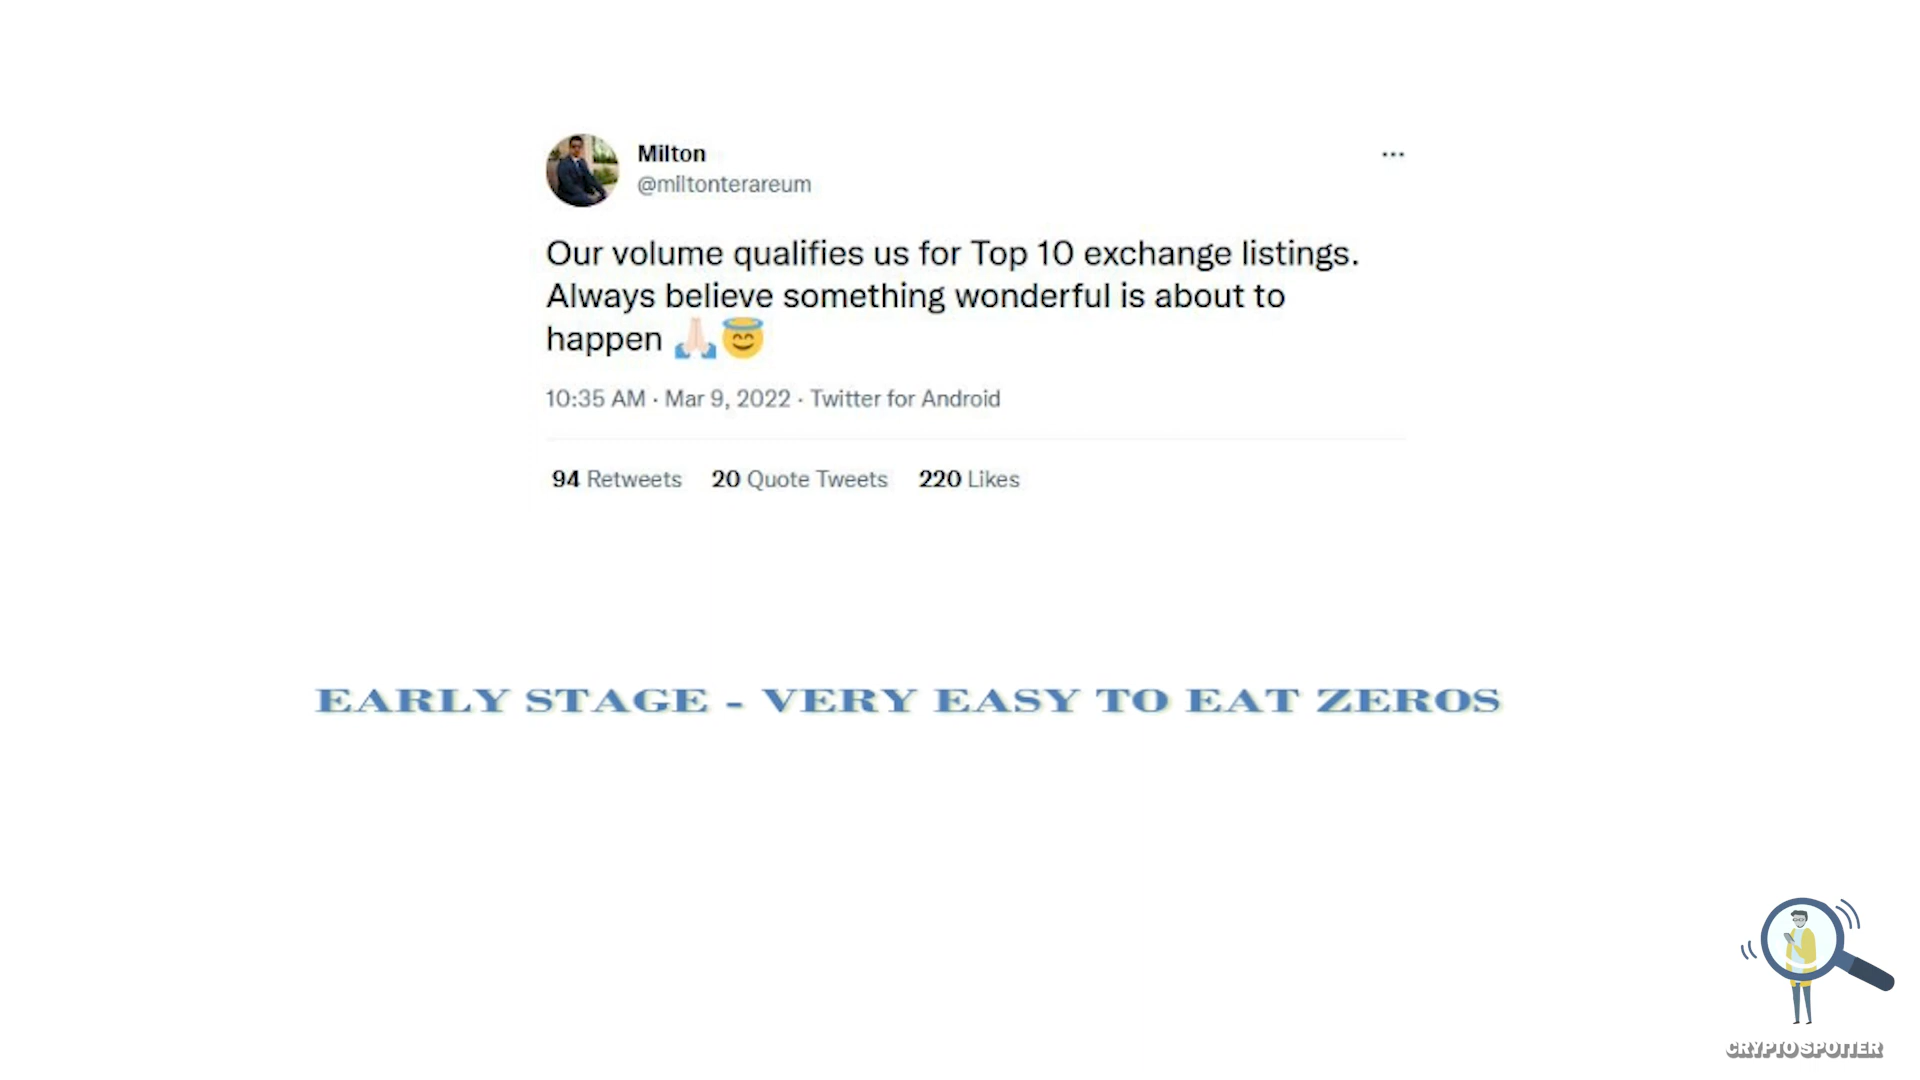 Milton
@miltonterareum
Our volume qualifies us for Top 10 exchange listings.
Always believe something wonderful is about to
happen 🙏🏻😇
10:35 AM · Mar 9, 2022 · Twitter for Android
94 Retweets 20 Quote Tweets 220 Likes
EARLY STAGE - VERY EASY TO EAT ZEROS
CRYPTO SPOTTER